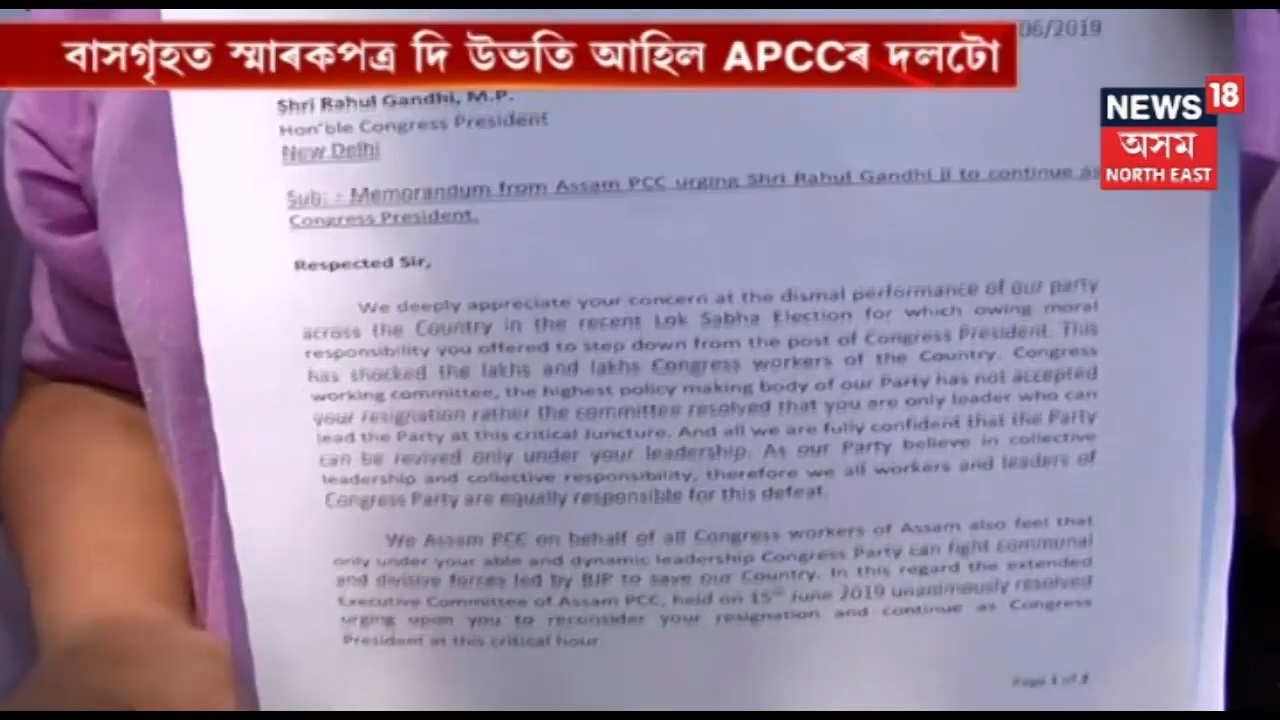 বাসগৃহত স্মাৰকপত্ৰ দি উভতি আহিল APCCৰ দলটো
06/2019
NEWS 18
অসম
NORTH EAST
Shri Rahul Gandhi, M.P.
Hon'ble Congress President
New Delhi
Sub: - Memorandum from Assam PCC urging Shri Rahul Gandhi ji to continue as
Congress President.
Respected Sir,
We deeply appreciate your concern at the dismal performance of our party
across the Country in the recent Lok Sabha Election for which owing moral
responsibility you offered to step down from the post of Congress President. This
has shocked the lakhs and lakhs Congress workers of the Country. Congress
working committee, the highest policy making body of our Party has not accepted
your resignation rather the committee resolved that you are only leader who can
lead the Party at this critical Juncture. And all we are fully confident that the Party
can be revived only under your leadership. As our Party believe in collective
leadership and collective responsibility, therefore we all workers and leaders of
Congress Party are equally responsible for this defeat.
We Assam PCC on behalf of all Congress workers of Assam also feel that
only under your able and dynamic leadership Congress Party can fight communal
and divisive forces led by BJP to save our Country. In this regard the extended
Executive Committee of Assam PCC, held on 15th June 2019 unanimously resolved
urging upon you to reconsider your resignation and continue as Congress
President at this critical hour
Page 1 of 2